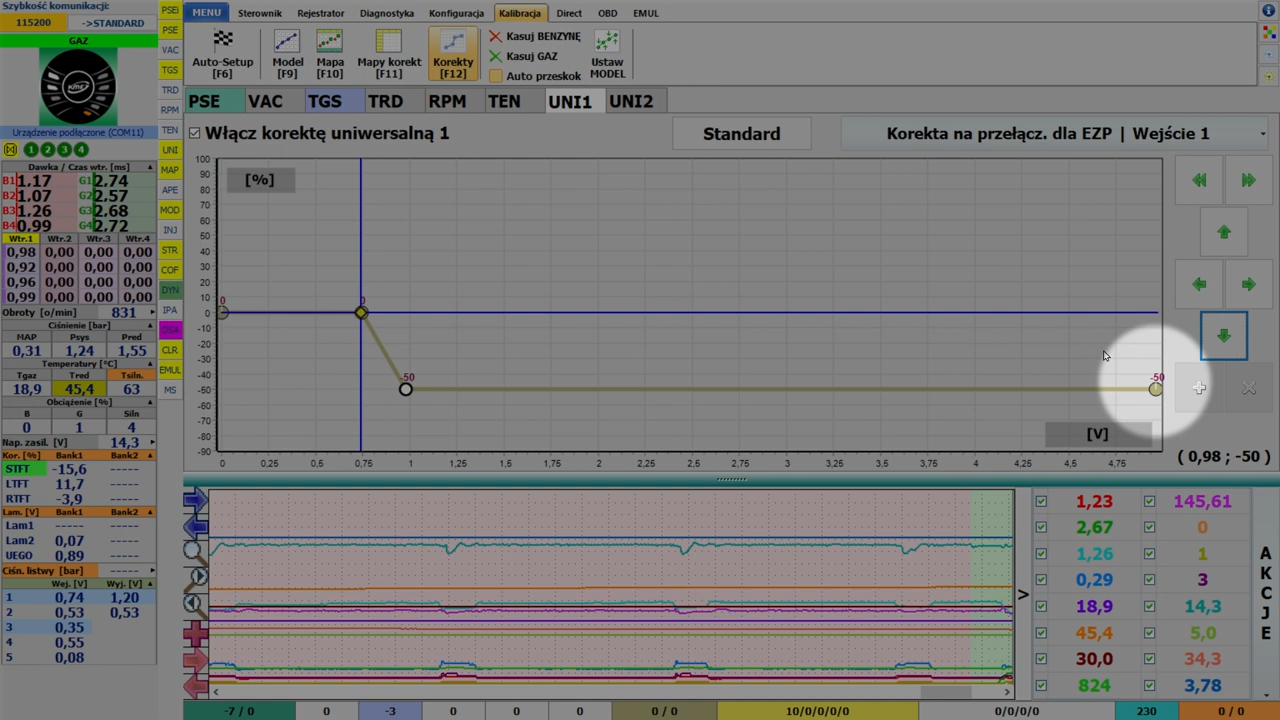 Szybkość komunikacji:
115200 ->STANDARD
GAZ
KME
Urządzenie podłączone (COM11)
1 2 3 4
Dawka / Czas wtr. [ms]
B1 1.17 G1 2.74
B2 1.07 G2 2.57
B3 1.26 G3 2.68
B4 0.99 G4 2.72
Wtr.1 Wtr.2 Wtr.3 Wtr.4
0,98 0,00 0,00 0,00
0,92 0,00 0,00 0,00
0,96 0,00 0,00 0,00
0,99 0,00 0,00 0,00
Obroty [o/min] 831
Ciśnienie [bar]
MAP Psys Pred
0,31 1,24 1,55
Temperatury [°C]
Tgaz Tred Tsiln.
18,9 45,4 63
Obciążenie [%]
B G Siln
0 1 4
Nap. zasil. [V] 14,3
Kor. [%] Bank1 Bank2
STFT -15,6 -----
LTFT 11,7 -----
RTFT -3,9 -----
Lam. [V] Bank1 Bank2
Lam1 ----- -----
Lam2 0,07 -----
UEGO 0,89 -----
Ciśn. listwy [bar] -----
Wej. [V] Wyj. [V]
1 0,74 1,20
2 0,53 0,53
3 0,35
4 0,55
5 0,08
PSEI
PSE
VAC
TGS
TRD
RPM
TEN
UNI
MAP
APE
MOD
INJ
STR
COF
DYN
IPA
OSA
CLR
EMUL
MS
MENU Sterownik Rejestrator Diagnostyka Konfiguracja Kalibracja Direct OBD EMUL
Auto-Setup [F6]
Model [F9]
Mapa [F10]
Mapy korekt [F11]
Korekty [F12]
Kasuj BENZYNĘ
Kasuj GAZ
Auto przeskok
Ustaw MODEL
PSE VAC TGS TRD RPM TEN UNI1 UNI2
Włącz korektę uniwersalną 1 Standard Korekta na przełącz. dla EZP | Wejście 1
[%]
100
90
80
70
60
50
40
30
20
10
0
-10
-20
-30
-40
-50
-60
-70
-80
-90
0 0 -50 -50
[V]
0 0,25 0,5 0,75 1 1,25 1,5 1,75 2 2,25 2,5 2,75 3 3,25 3,5 3,75 4 4,25 4,5 4,75
( 0,98 ; -50 )
1,23 145,61
2,67 0
1,26 1
0,29 3
18,9 14,3
45,4 5,0
30,0 34,3
824 3,78
>
A
K
C
J
E
-7 / 0 0 -3 0 0 0 0 / 0 10/0/0/0/0 0/0/0/0 230 0 / 0